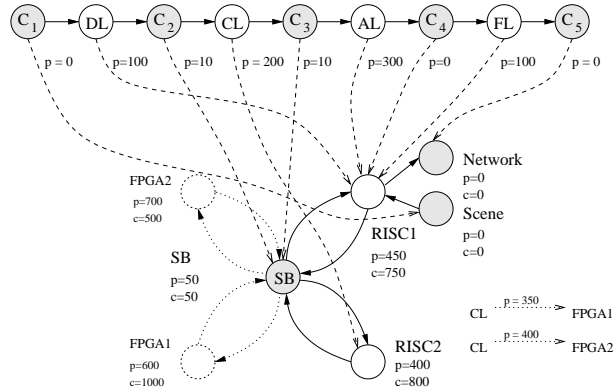 C1 DL C2 CL C3 AL C4 FL C5
p = 0 p=100 p=10 p = 200 p=10 p=300 p=0 p=100 p = 0
Network
p=0
c=0
FPGA2
p=700
c=500
Scene
p=0
c=0
RISC1
p=450
c=750
SB
p=50
c=50
SB
FPGA1
p=600
c=1000
RISC2
p=400
c=800
CL p = 350 FPGA1
CL p = 400 FPGA2